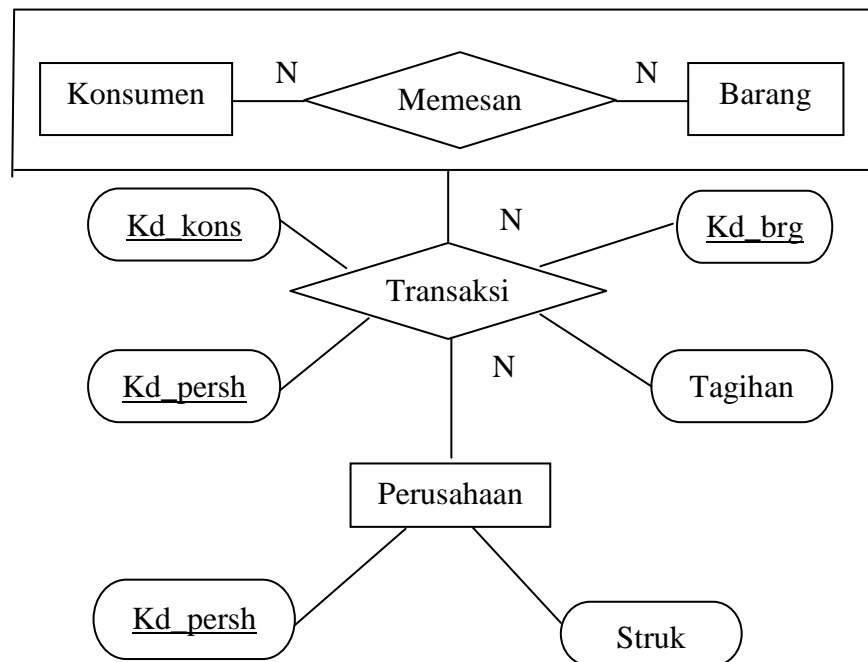 Konsumen
N
Memesan
N
Barang
Kd_kons
N
Kd_brg
Transaksi
Kd_persh
N
Tagihan
Perusahaan
Kd_persh
Struk